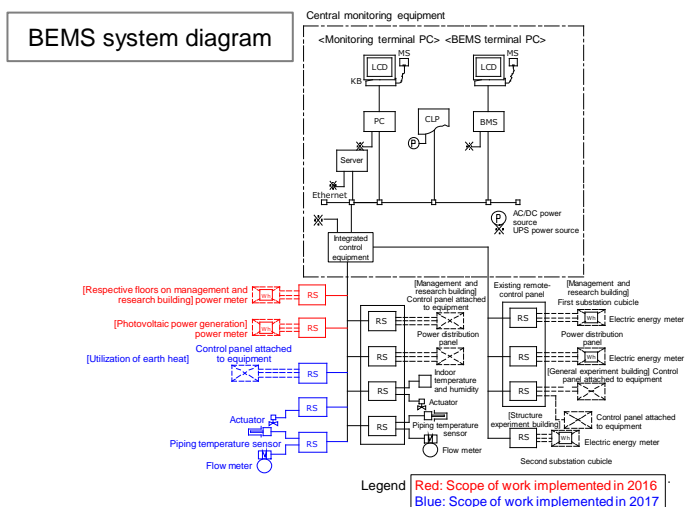 BEMS system diagram
Central monitoring equipment
<Monitoring terminal PC> <BEMS terminal PC>
MS
MS
LCD
LCD
KB
PC
CLP
BMS
P
Server
Ethernet
P
AC/DC power
source
UPS power source
Integrated
control
equipment
[Respective floors on management and
research building] power meter
Wh
RS
[Photovoltaic power generation]
power meter
Wh
RS
[Utilization of earth heat]
Control panel attached
to equipment
RS
Actuator
RS
Piping temperature sensor
RS
Flow meter
[Management and
research building]
Control panel attached
to equipment
RS
Power distribution
panel
RS
Indoor
temperature
and humidity
RS
Actuator
RS
Piping temperature
sensor
Flow meter
Existing remote-
control panel
[Management and
research building]
First substation cubicle
RS
Wh
Electric energy meter
Power distribution
panel
RS
Wh
Electric energy meter
[General experiment building] Control
panel attached to equipment
RS
[Structure
experiment building]
Control panel attached
to equipment
RS
Wh
Electric energy meter
Second substation cubicle
Legend
Red: Scope of work implemented in 2016
Blue: Scope of work implemented in 2017